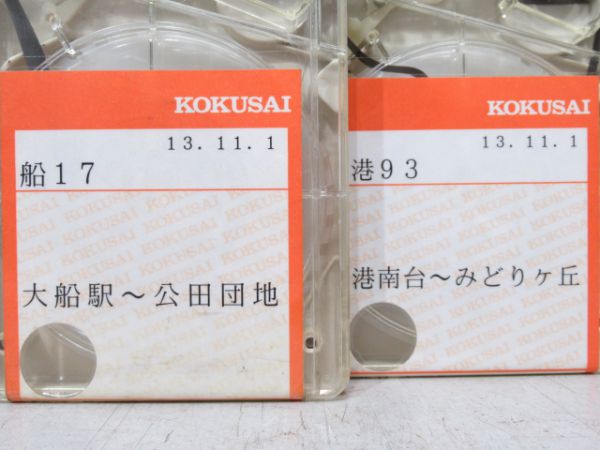 KOKUSAI
13.11.1
船17
大船駅～公田団地
KOKUSAI
13.11.1
港93
港南台～みどりヶ丘